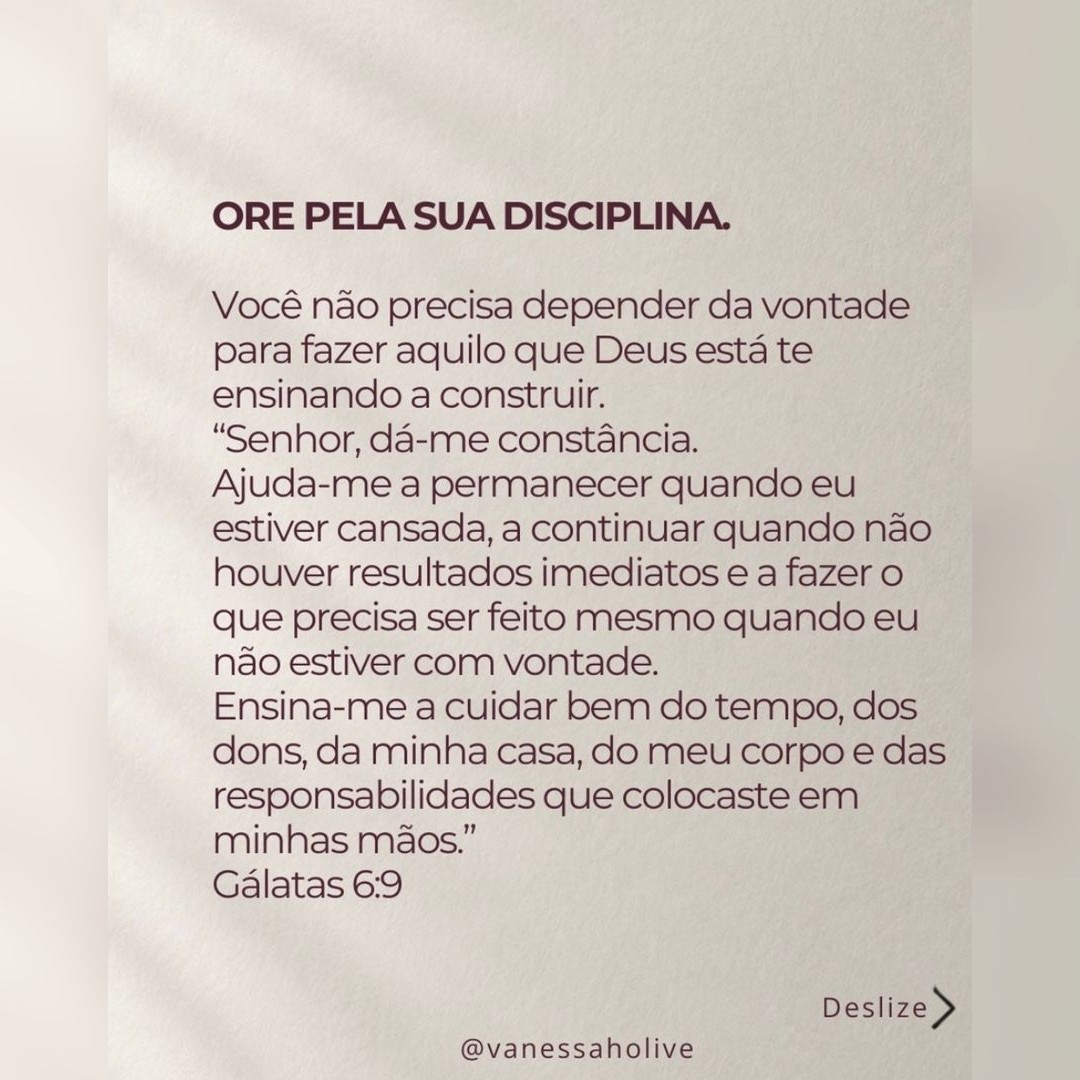 ORE PELA SUA DISCIPLINA.
Você não precisa depender da vontade
para fazer aquilo que Deus está te
ensinando a construir.
“Senhor, dá-me constância.
Ajuda-me a permanecer quando eu
estiver cansada, a continuar quando não
houver resultados imediatos e a fazer o
que precisa ser feito mesmo quando eu
não estiver com vontade.
Ensina-me a cuidar bem do tempo, dos
dons, da minha casa, do meu corpo e das
responsabilidades que colocaste em
minhas mãos.”
Gálatas 6:9
Deslize
@vanessaholive